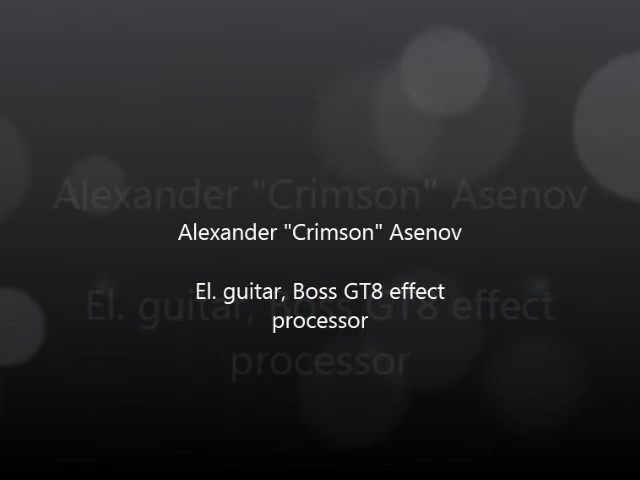 Alexander "Crimson" Asenov
El. guitar, Boss GT8 effect
processor